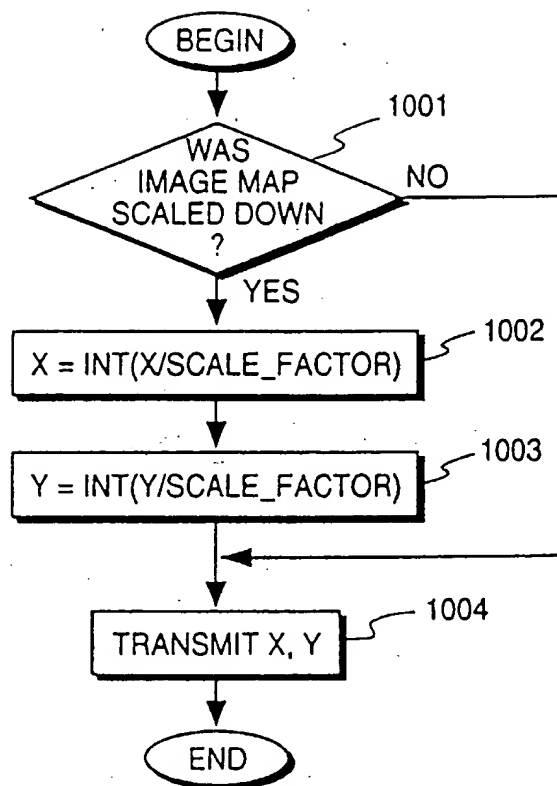 BEGIN
1001
WAS
IMAGE MAP
SCALED DOWN
?
NO
YES
1002
X = INT(X/SCALE_FACTOR)
1003
Y = INT(Y/SCALE_FACTOR)
1004
TRANSMIT X, Y
END